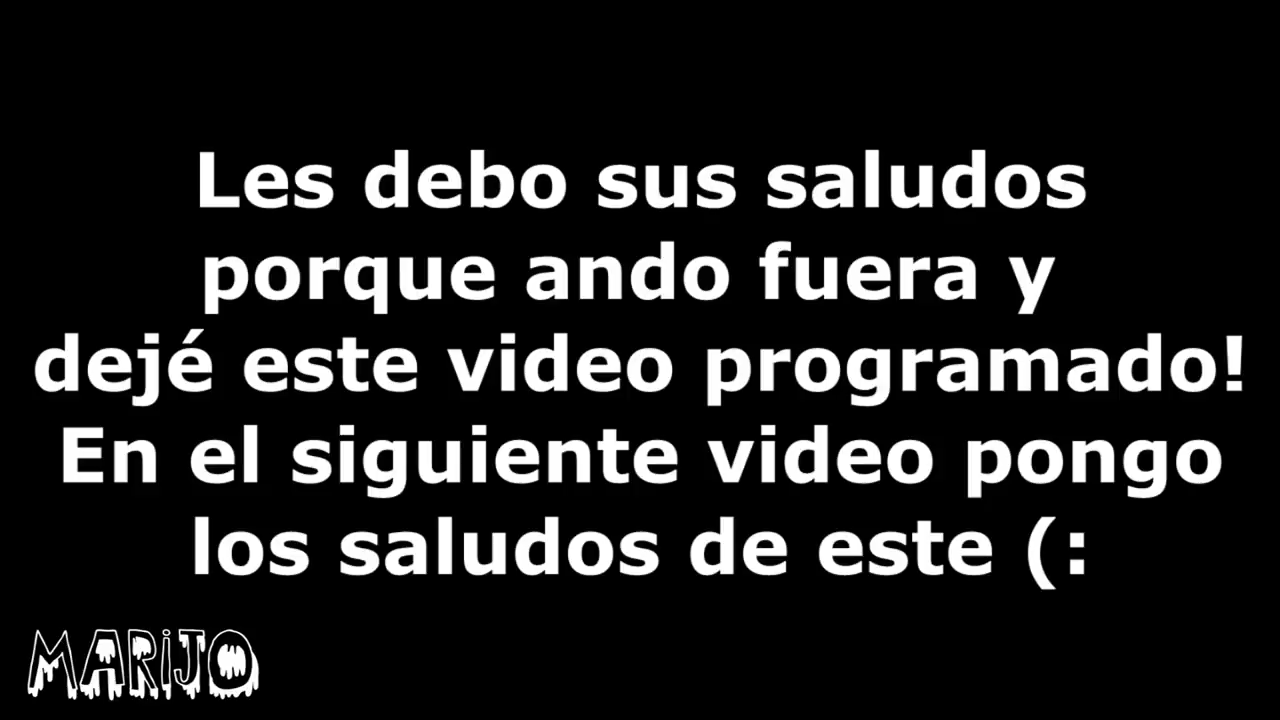 Les debo sus saludos
porque ando fuera y
dejé este video programado!
En el siguiente video pongo
los saludos de este (:
MARiJO